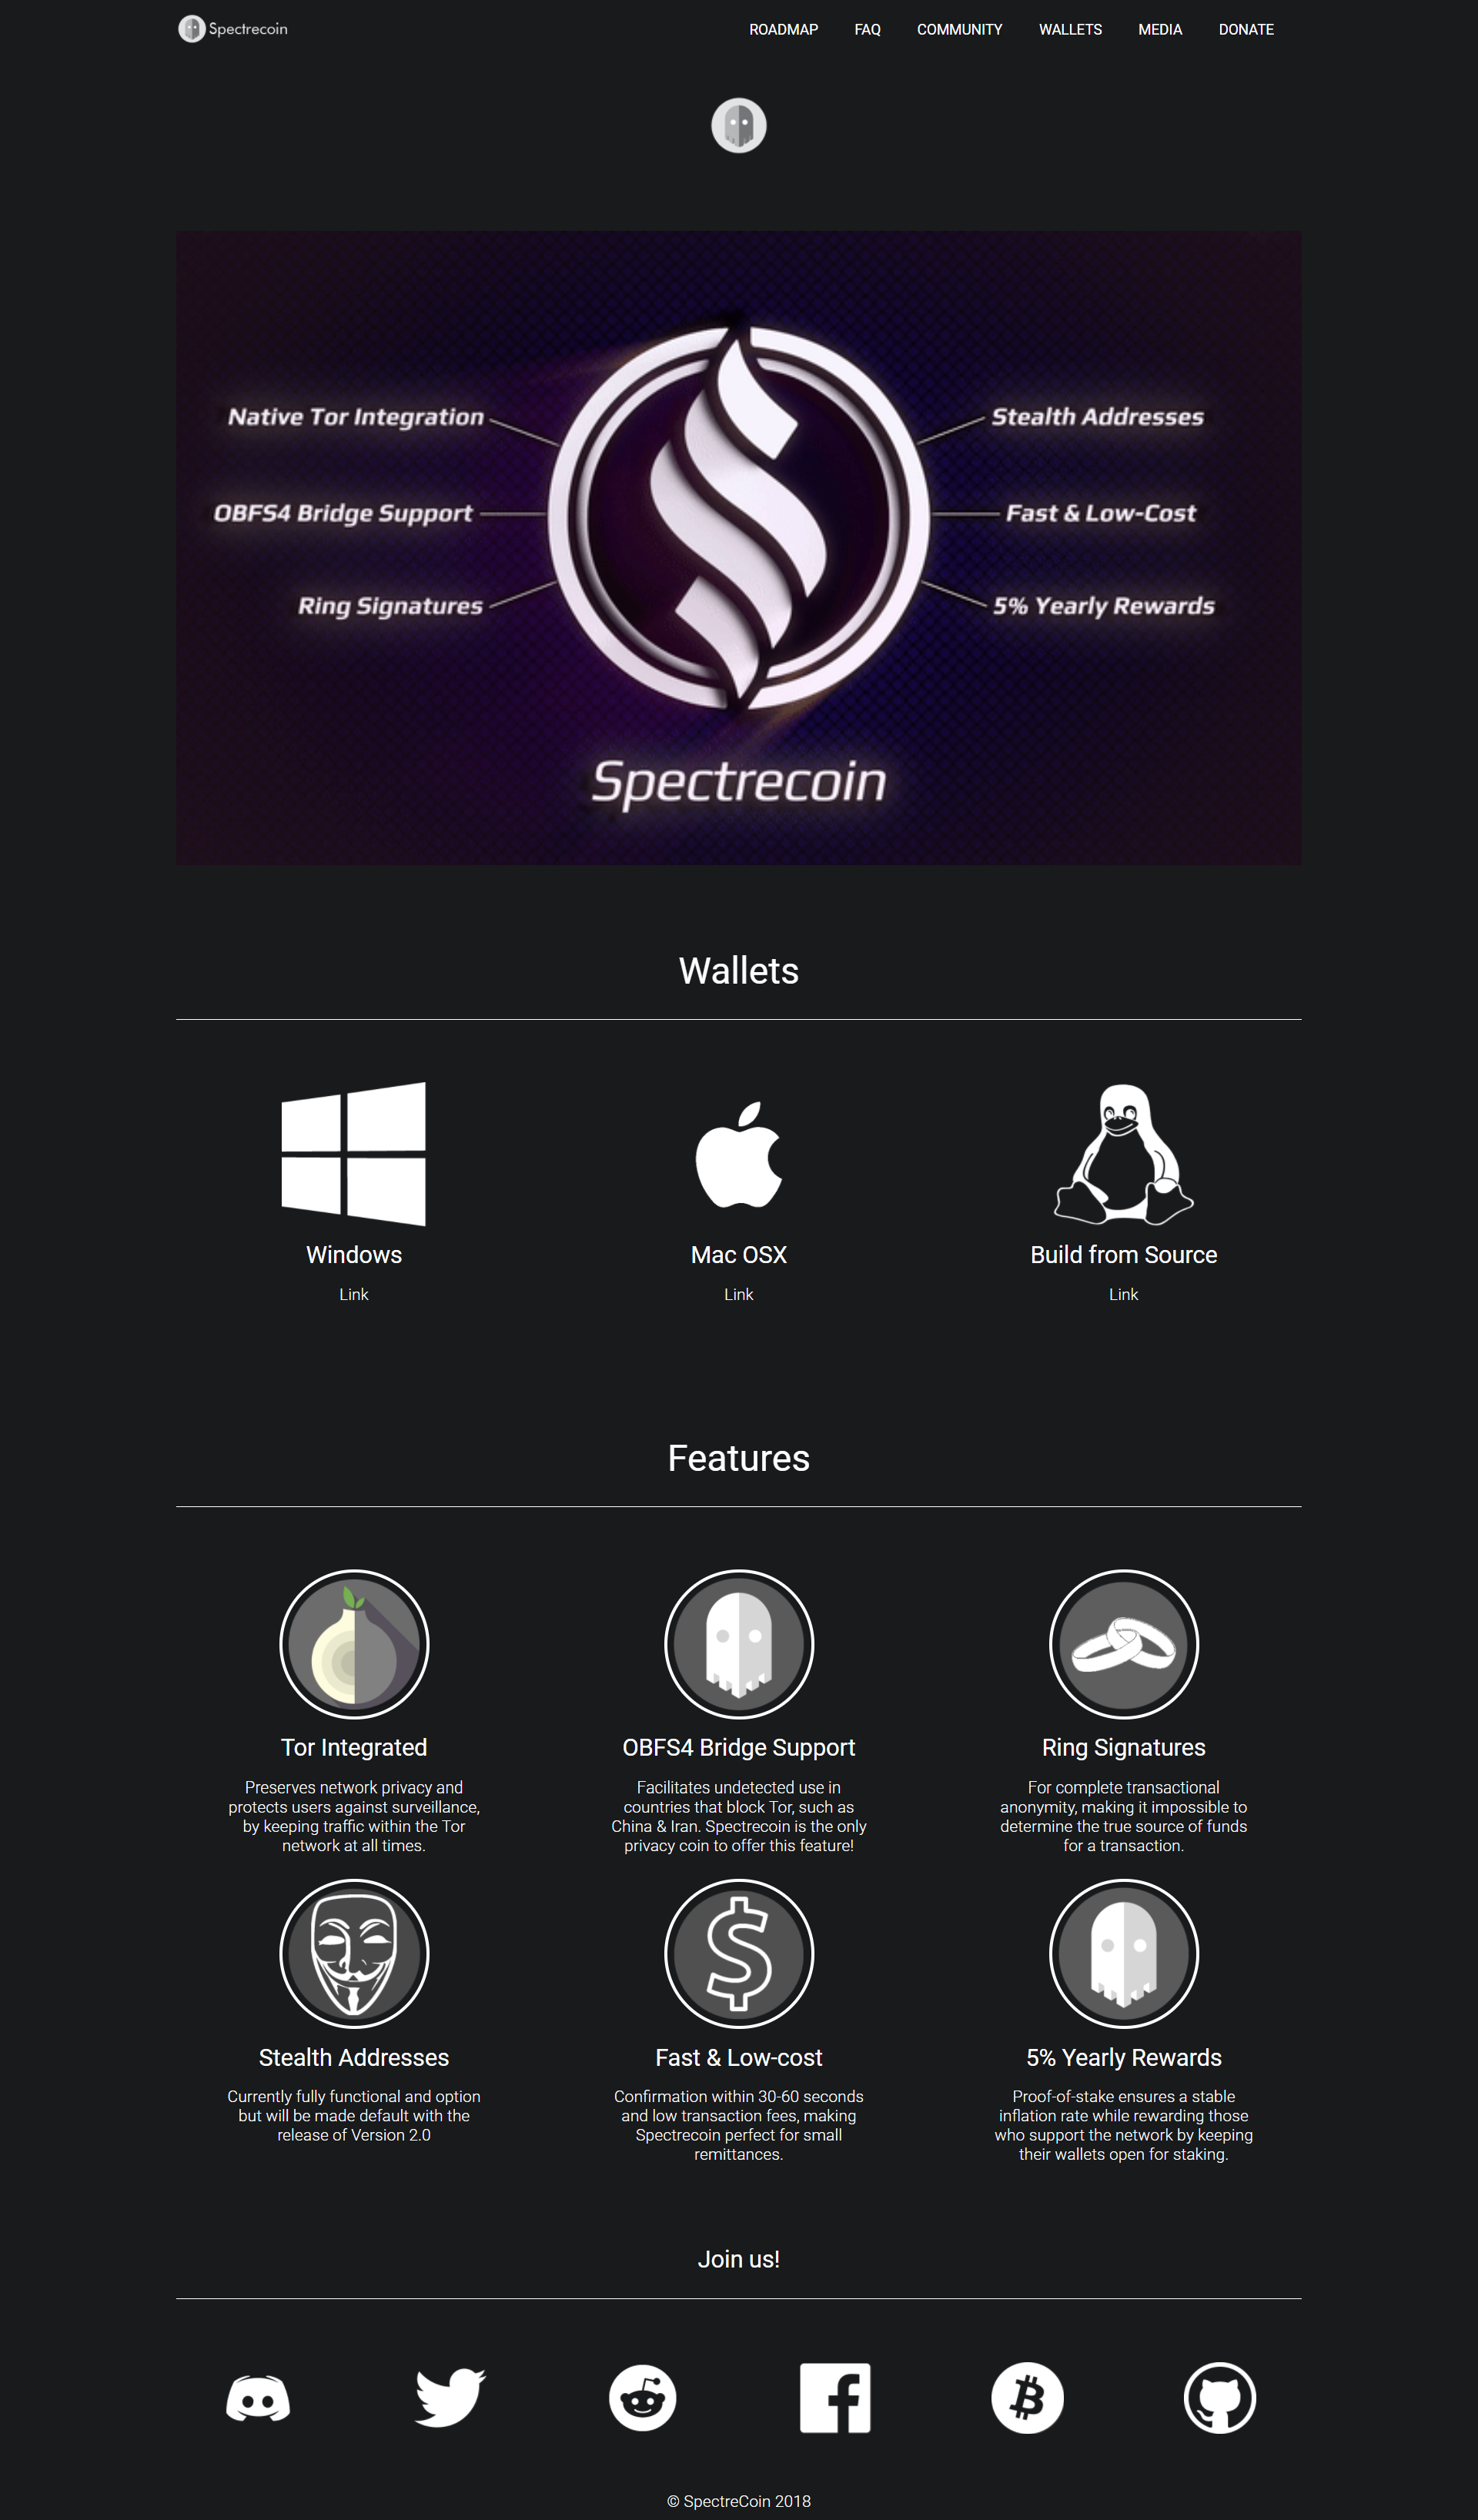 Spectrecoin
ROADMAP FAQ COMMUNITY WALLETS MEDIA DONATE
Native Tor Integration
OBFS4 Bridge Support
Ring Signatures
Stealth Addresses
Fast & Low-Cost
5% Yearly Rewards
Spectrecoin
Wallets
Windows
Link
Mac OSX
Link
Build from Source
Link
Features
Tor Integrated
Preserves network privacy and
protects users against surveillance,
by keeping traffic within the Tor
network at all times.
OBFS4 Bridge Support
Facilitates undetected use in
countries that block Tor, such as
China & Iran. Spectrecoin is the only
privacy coin to offer this feature!
Ring Signatures
For complete transactional
anonymity, making it impossible to
determine the true source of funds
for a transaction.
Stealth Addresses
Currently fully functional and option
but will be made default with the
release of Version 2.0
Fast & Low-cost
Confirmation within 30-60 seconds
and low transaction fees, making
Spectrecoin perfect for small
remittances.
5% Yearly Rewards
Proof-of-stake ensures a stable
inflation rate while rewarding those
who support the network by keeping
their wallets open for staking.
Join us!
© SpectreCoin 2018